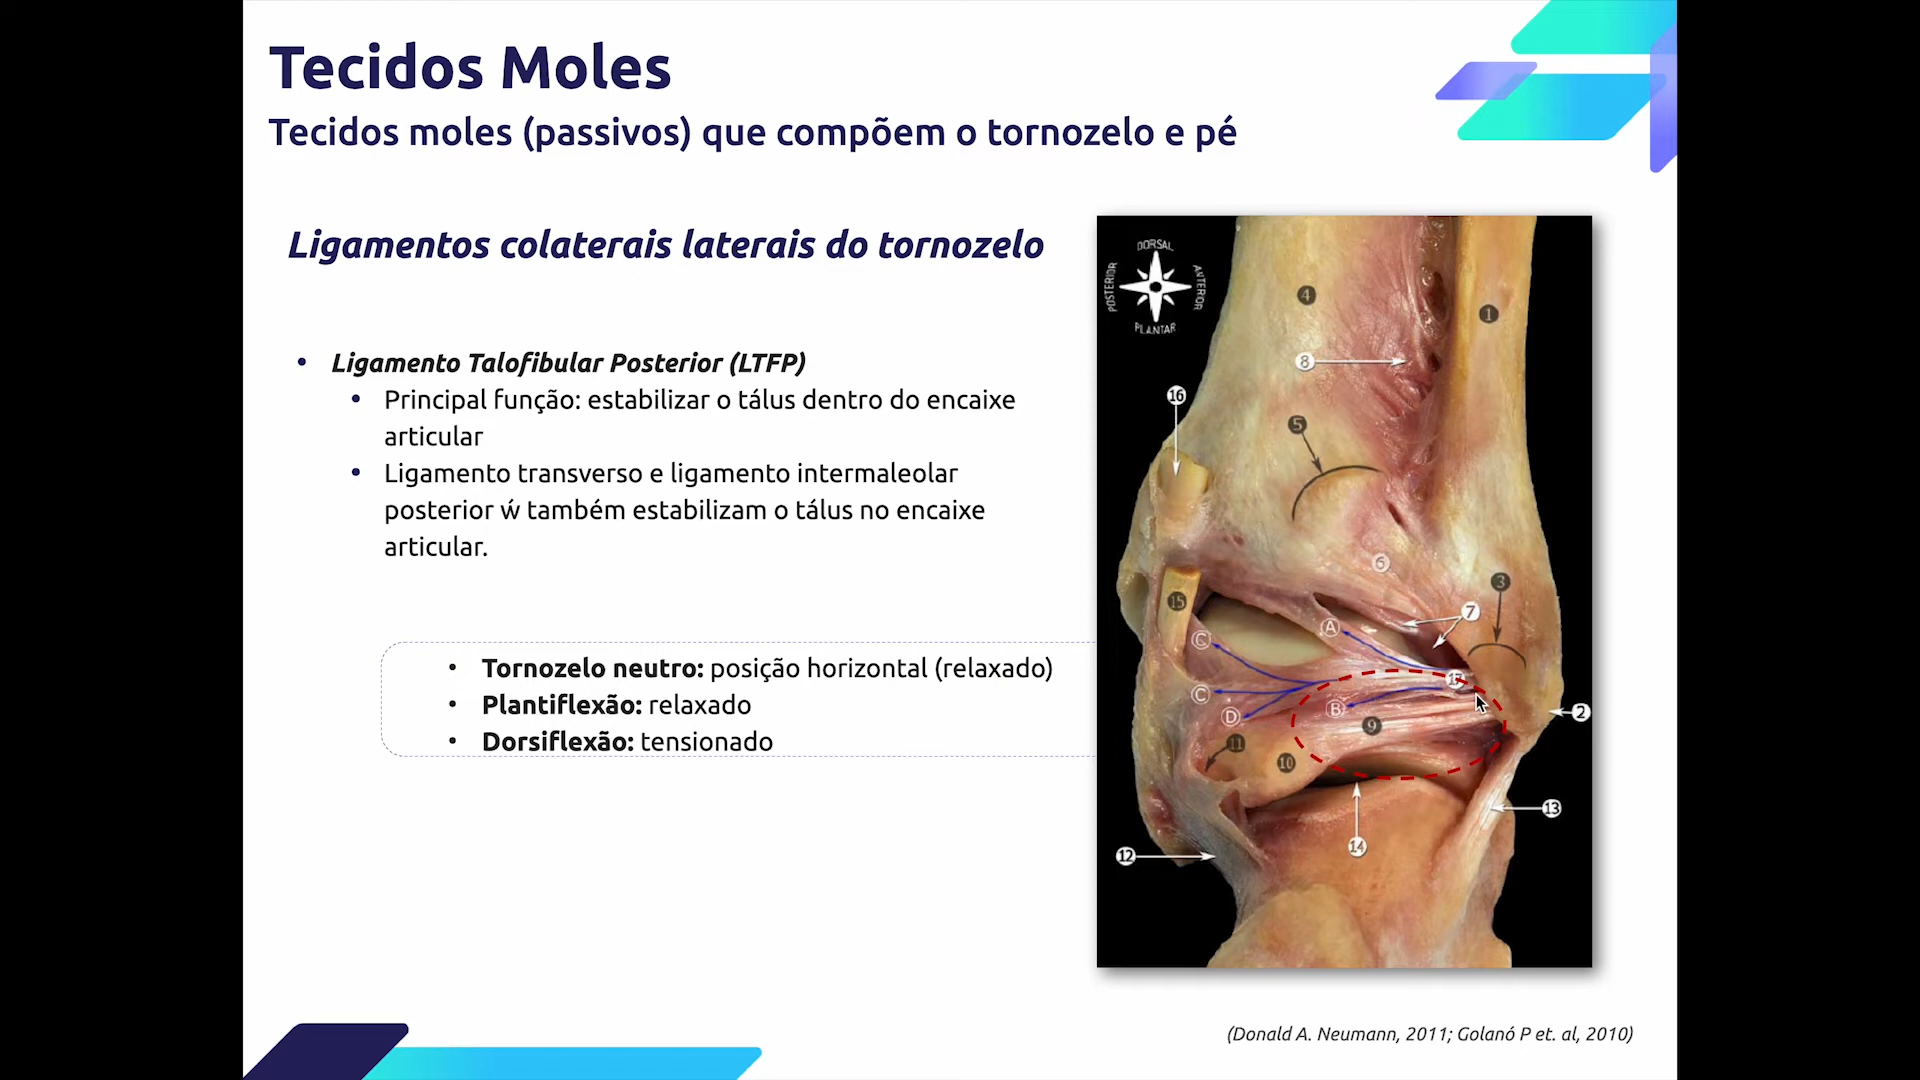 Tecidos Moles
Tecidos moles (passivos) que compõem o tornozelo e pé
Ligamentos colaterais laterais do tornozelo
• Ligamento Talofibular Posterior (LTFP)
• Principal função: estabilizar o tálus dentro do encaixe
articular
• Ligamento transverso e ligamento intermaleolar
posterior ẃ também estabilizam o tálus no encaixe
articular.
• Tornozelo neutro: posição horizontal (relaxado)
• Plantiflexão: relaxado
• Dorsiflexão: tensionado
DORSAL
POSTERIOR
ANTERIOR
PLANTAR
4
1
8
16
5
6
3
15
7
A
C
17
C
B
D
2
9
11
10
13
14
12
(Donald A. Neumann, 2011; Golanó P et. al, 2010)